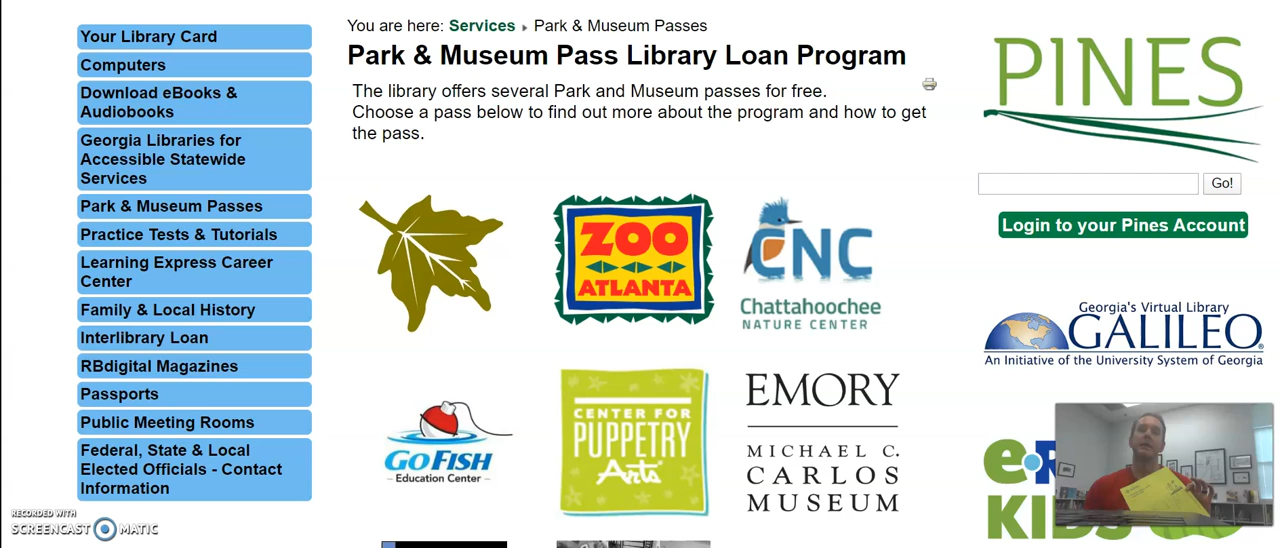 Your Library Card
Computers
Download eBooks &
Audiobooks
Georgia Libraries for
Accessible Statewide
Services
Park & Museum Passes
Practice Tests & Tutorials
Learning Express Career
Center
Family & Local History
Interlibrary Loan
RBdigital Magazines
Passports
Public Meeting Rooms
Federal, State & Local
Elected Officials - Contact
Information
RECORDED WITH
SCREENCAST MATIC
You are here: Services Park & Museum Passes
Park & Museum Pass Library Loan Program
The library offers several Park and Museum passes for free.
Choose a pass below to find out more about the program and how to get
the pass.
ZOO
ATLANTA
CNC
Chattahoochee
NATURE CENTER
GO FISH
Education Center
CENTER FOR
PUPPETRY
Arts
EMORY
MICHAEL C.
CARLOS
MUSEUM
PINES
Go!
Login to your Pines Account
Georgia's Virtual Library
GALILEO®
An Initiative of the University System of Georgia
KIDS